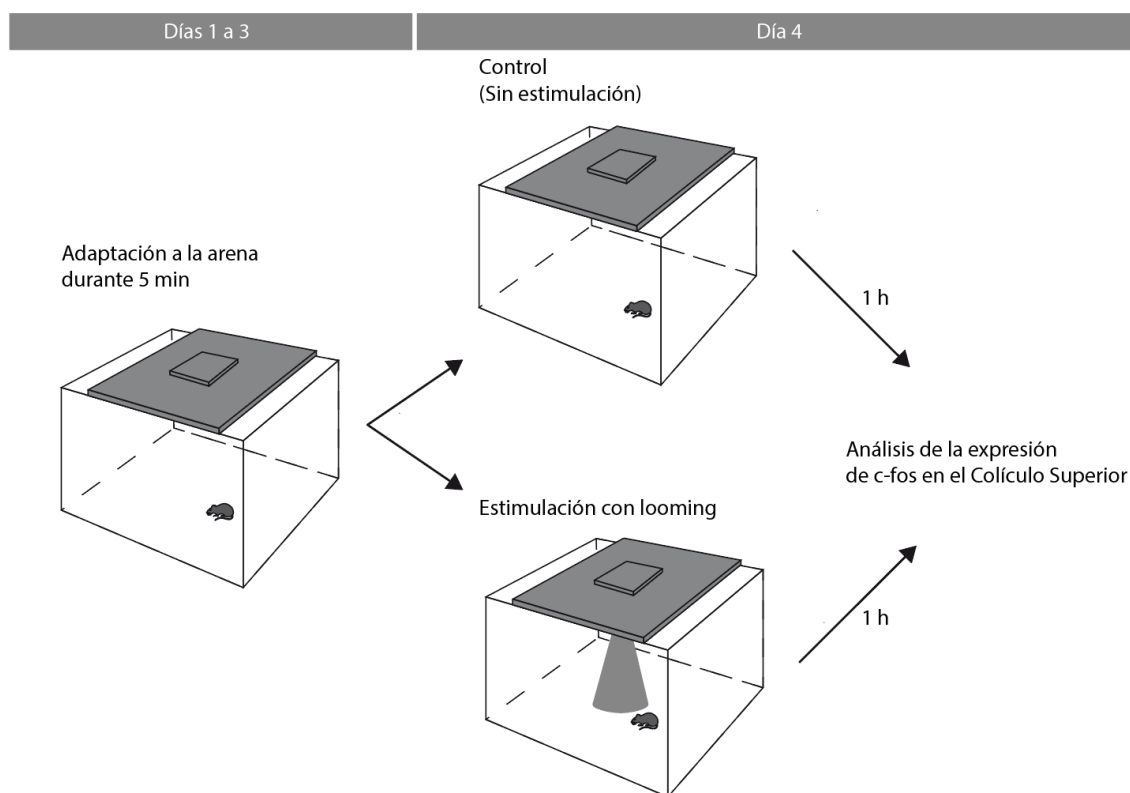 Días 1 a 3
Día 4
Control
(Sin estimulación)
Adaptación a la arena
durante 5 min
1 h
Análisis de la expresión
de c-fos en el Colículo Superior
Estimulación con looming
1 h